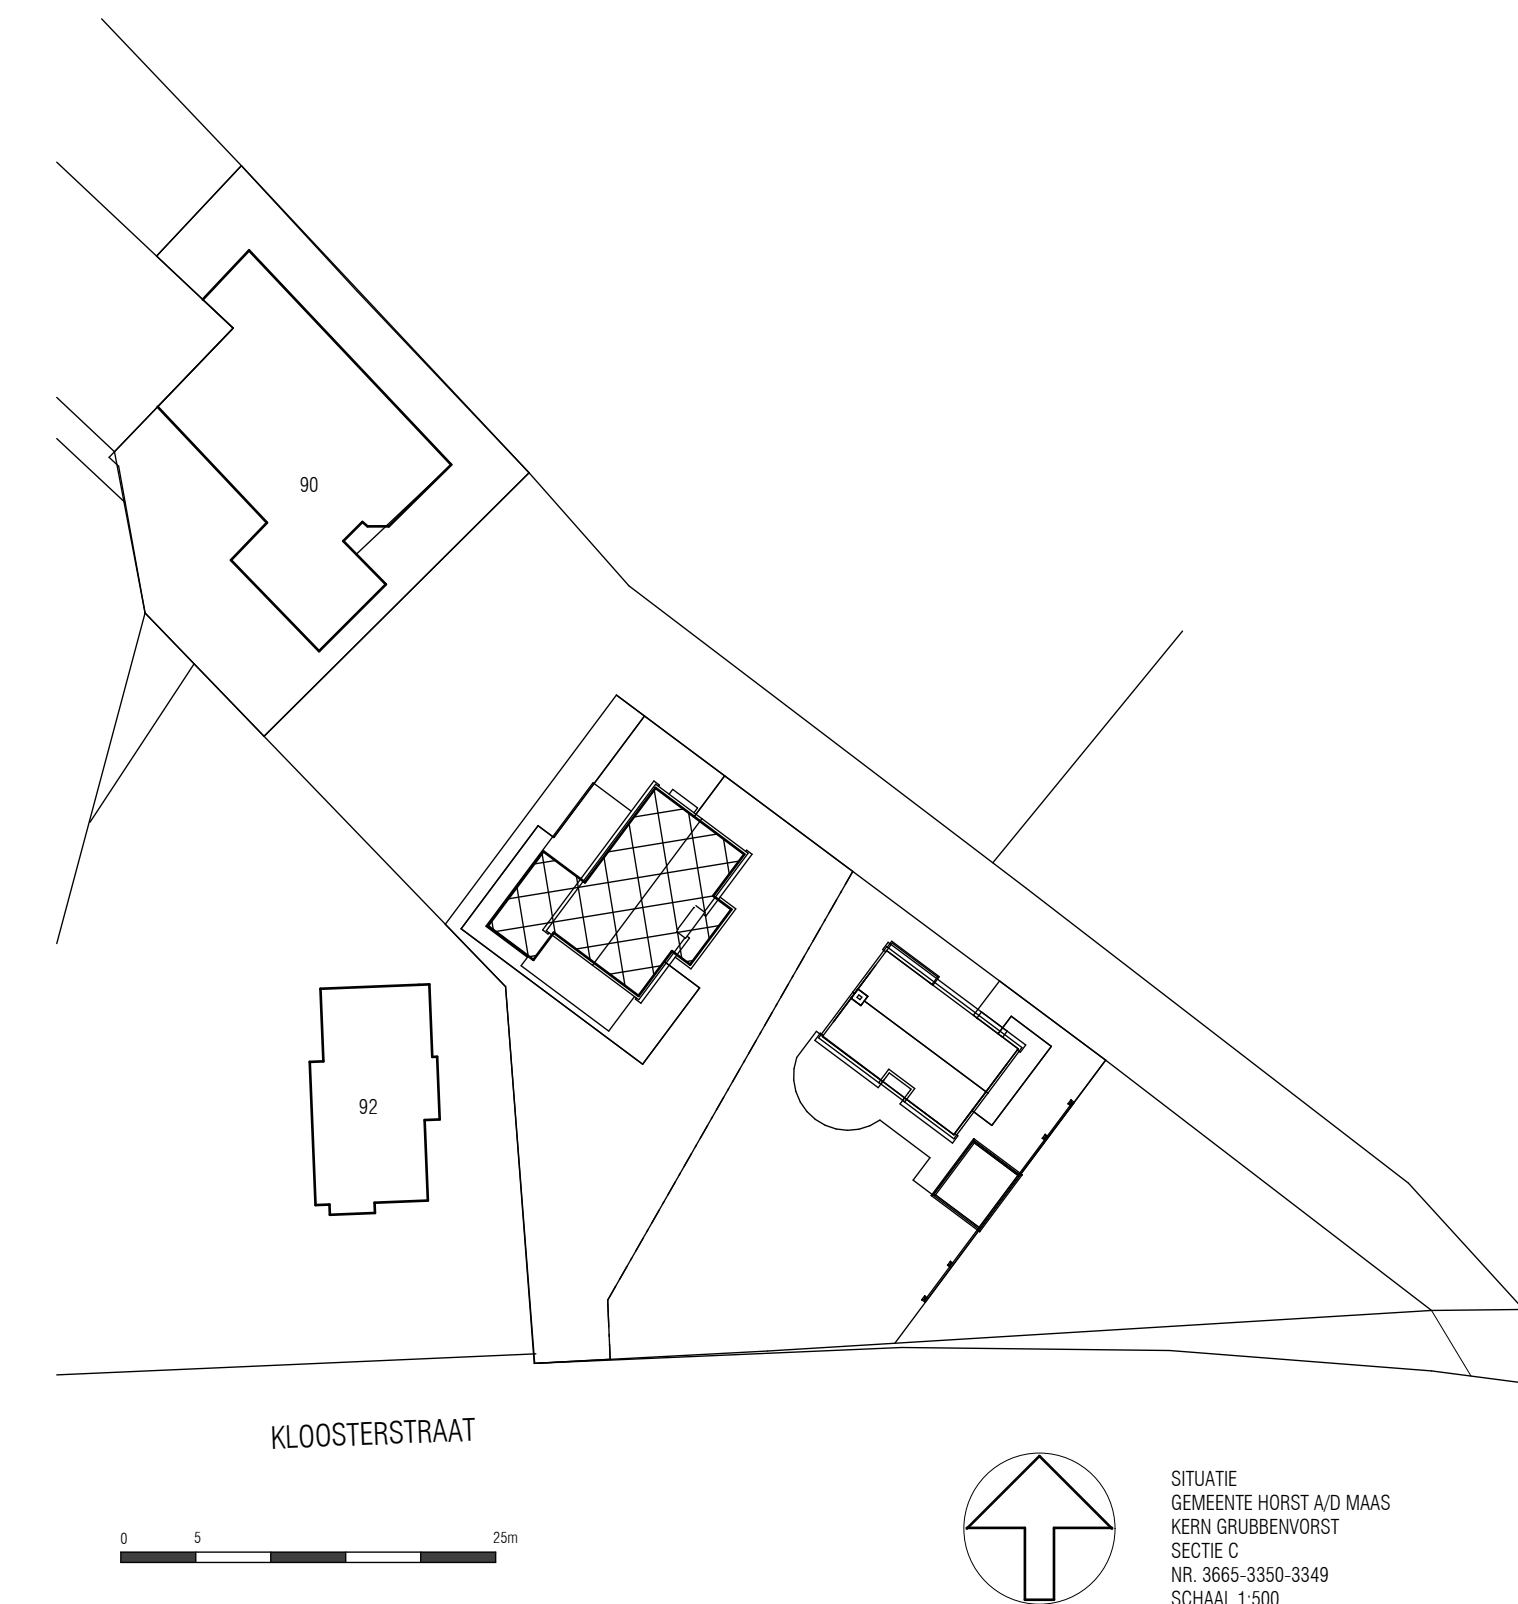 90
92
KLOOSTERSTRAAT
0 5 25m
SITUATIE
GEMEENTE HORST A/D MAAS
KERN GRUBBENVORST
SECTIE C
NR. 3665-3350-3349
SCHAAL 1:500